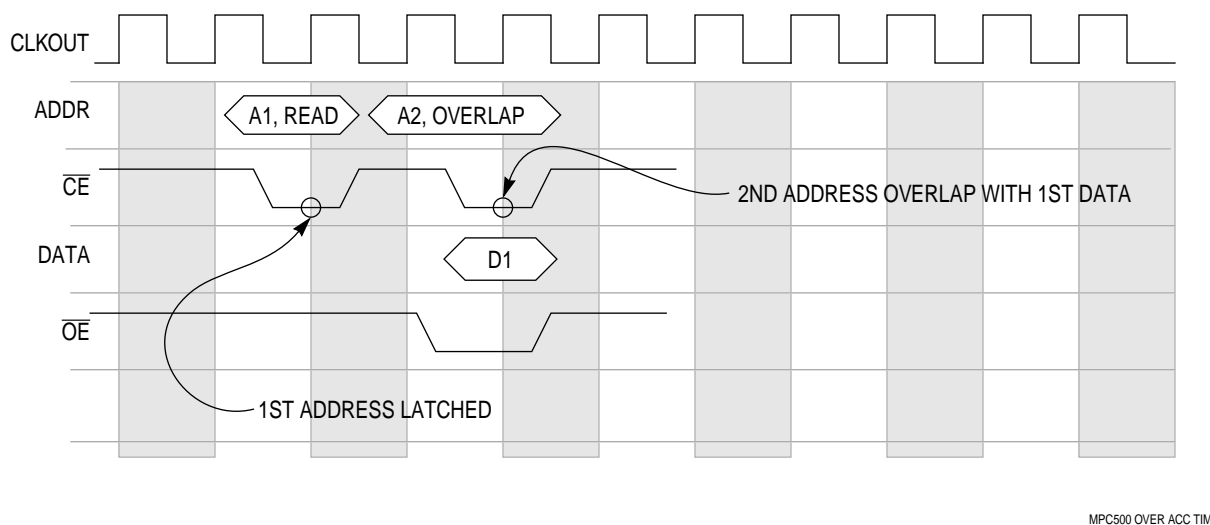 CLKOUT
ADDR
A1, READ
A2, OVERLAP
CE
2ND ADDRESS OVERLAP WITH 1ST DATA
DATA
D1
OE
1ST ADDRESS LATCHED
MPC500 OVER ACC TIM